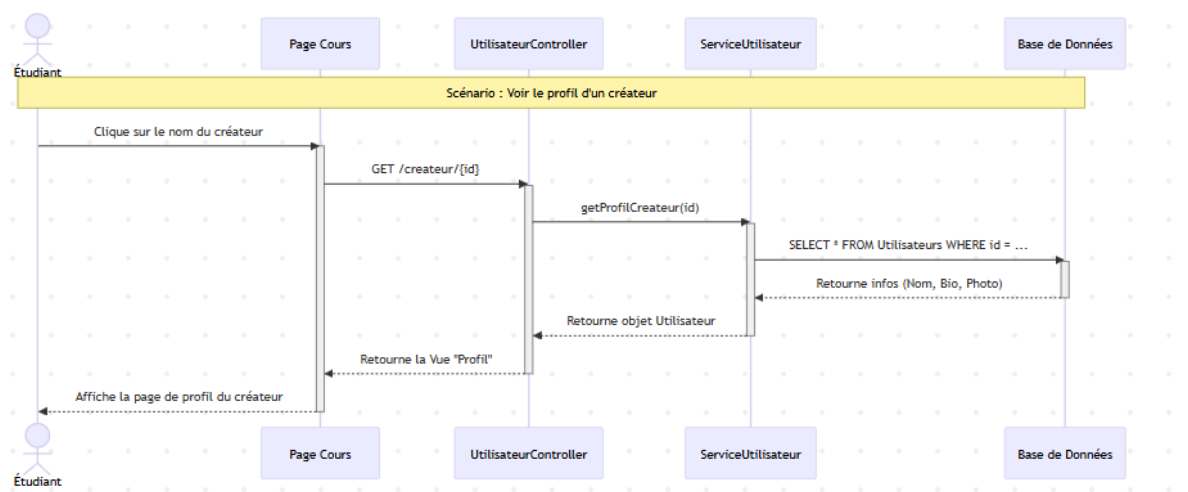 Page Cours
UtilisateurController
ServiceUtilisateur
Base de Données
Étudiant
Scénario : Voir le profil d'un créateur
Clique sur le nom du créateur
GET /createur/{id}
getProfilCreateur(id)
SELECT * FROM Utilisateurs WHERE id = ...
Retourne infos (Nom, Bio, Photo)
Retourne objet Utilisateur
Retourne la Vue "Profil"
Affiche la page de profil du créateur
Page Cours
UtilisateurController
ServiceUtilisateur
Base de Données
Étudiant